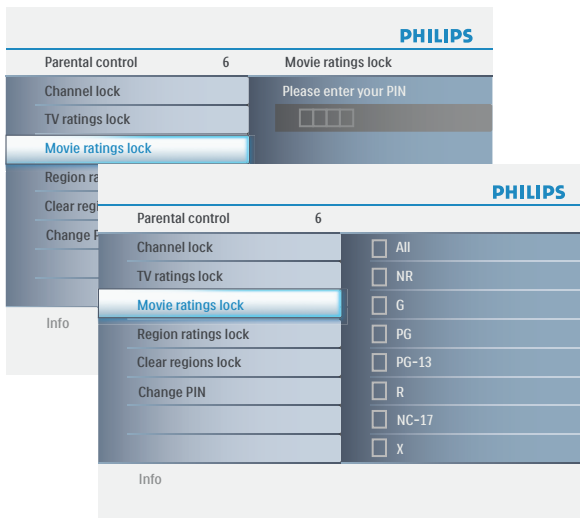 PHILIPS
Parental control 6 Movie ratings lock
Channel lock Please enter your PIN
TV ratings lock
Movie ratings lock
Region ra
Clear regi
Change P
Info
PHILIPS
Parental control 6
Channel lock All
TV ratings lock NR
Movie ratings lock G
Region ratings lock PG
Clear regions lock PG-13
Change PIN R
NC-17
X
Info